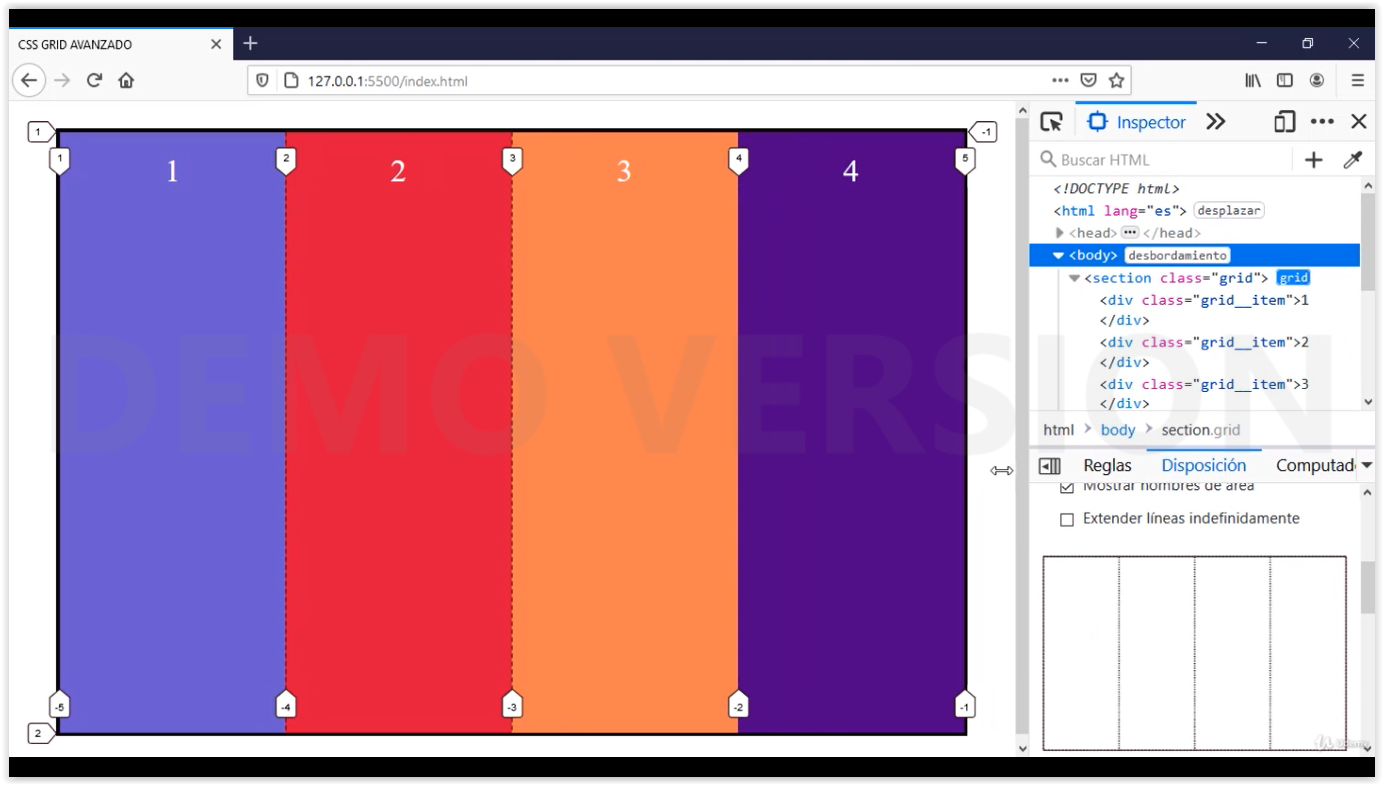 CSS GRID AVANZADO
127.0.0.1:5500/index.html
1 -1
1 2 3 4 5
1 2 3 4
-5 -4 -3 -2 -1
2
DEMO VERSION
Inspector
Buscar HTML
<!DOCTYPE html>
<html lang="es"> desplazar
<head> ••• </head>
<body> desbordamiento
<section class="grid"> grid
<div class="grid__item">1
</div>
<div class="grid__item">2
</div>
<div class="grid__item">3
</div>
html body section.grid
Reglas Disposición Computad
Mostrar nombres de área
Extender líneas indefinidamente